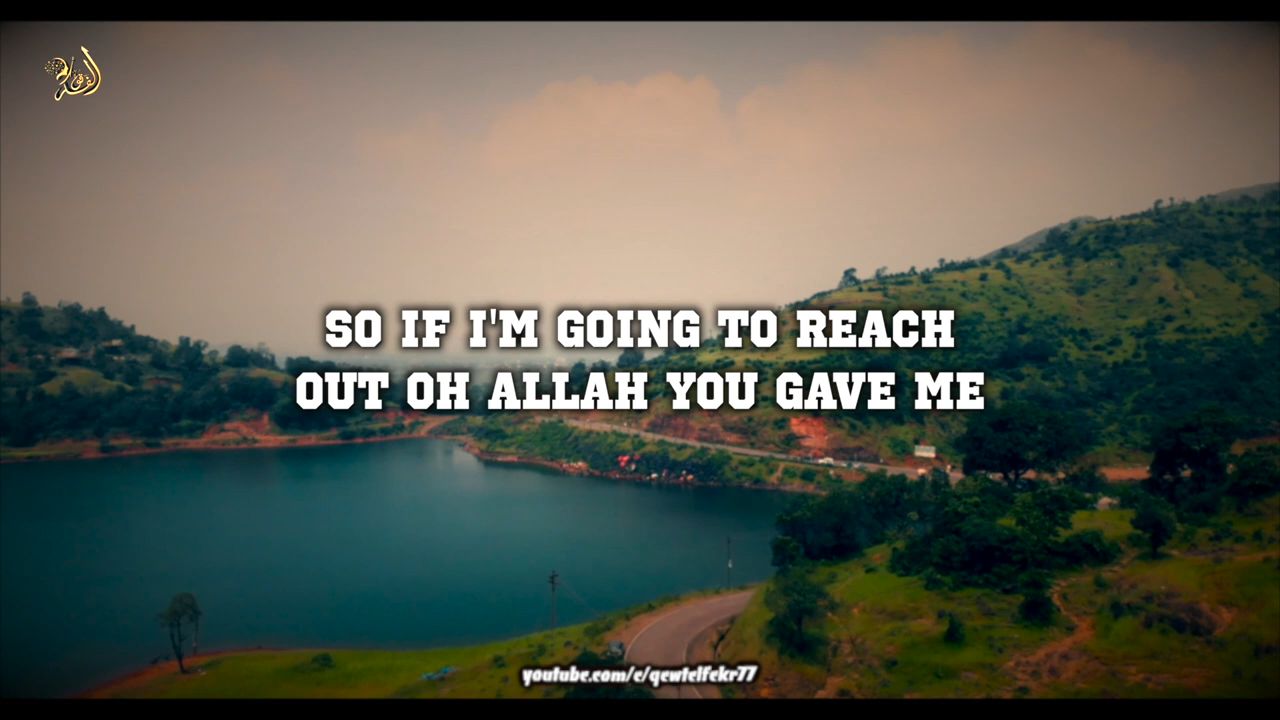 SO IF I'M GOING TO REACH
OUT OH ALLAH YOU GAVE ME
youtube.com/c/qewtelfekr77